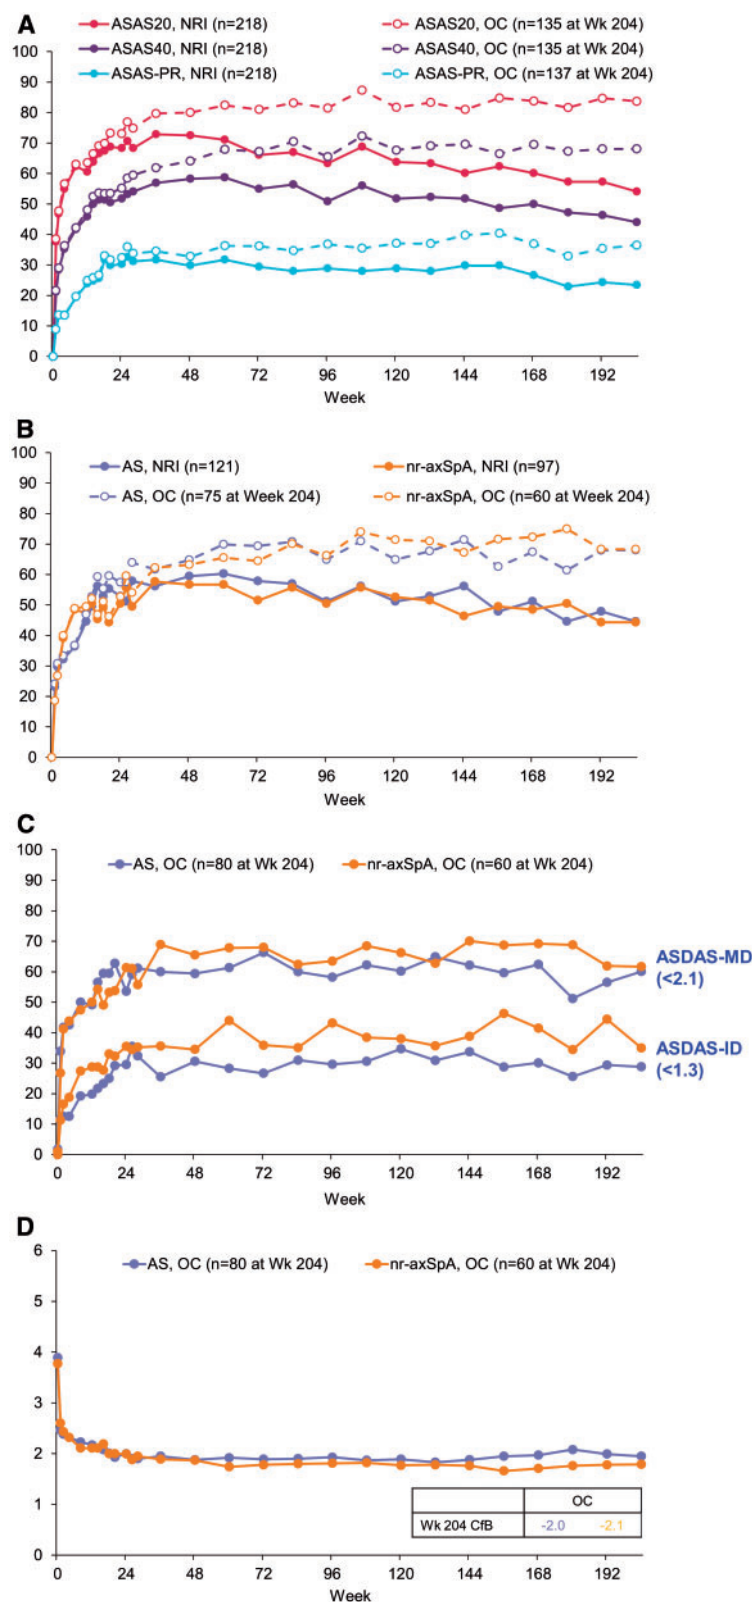 A
ASAS20, NRI (n=218)
ASAS20, OC (n=135 at Wk 204)
ASAS40, NRI (n=218)
ASAS40, OC (n=135 at Wk 204)
ASAS-PR, NRI (n=218)
ASAS-PR, OC (n=137 at Wk 204)
100
90
80
70
60
50
40
30
20
10
0
0 24 48 72 96 120 144 168 192
Week
B
AS, NRI (n=121)
nr-axSpA, NRI (n=97)
AS, OC (n=75 at Week 204)
nr-axSpA, OC (n=60 at Week 204)
100
90
80
70
60
50
40
30
20
10
0
0 24 48 72 96 120 144 168 192
Week
C
AS, OC (n=80 at Wk 204)
nr-axSpA, OC (n=60 at Wk 204)
100
90
80
70
60
50
40
30
20
10
0
ASDAS-MD
(<2.1)
ASDAS-ID
(<1.3)
0 24 48 72 96 120 144 168 192
Week
D
AS, OC (n=80 at Wk 204)
nr-axSpA, OC (n=60 at Wk 204)
6
5
4
3
2
1
0
OC
Wk 204 CfB -2.0 -2.1
0 24 48 72 96 120 144 168 192
Week